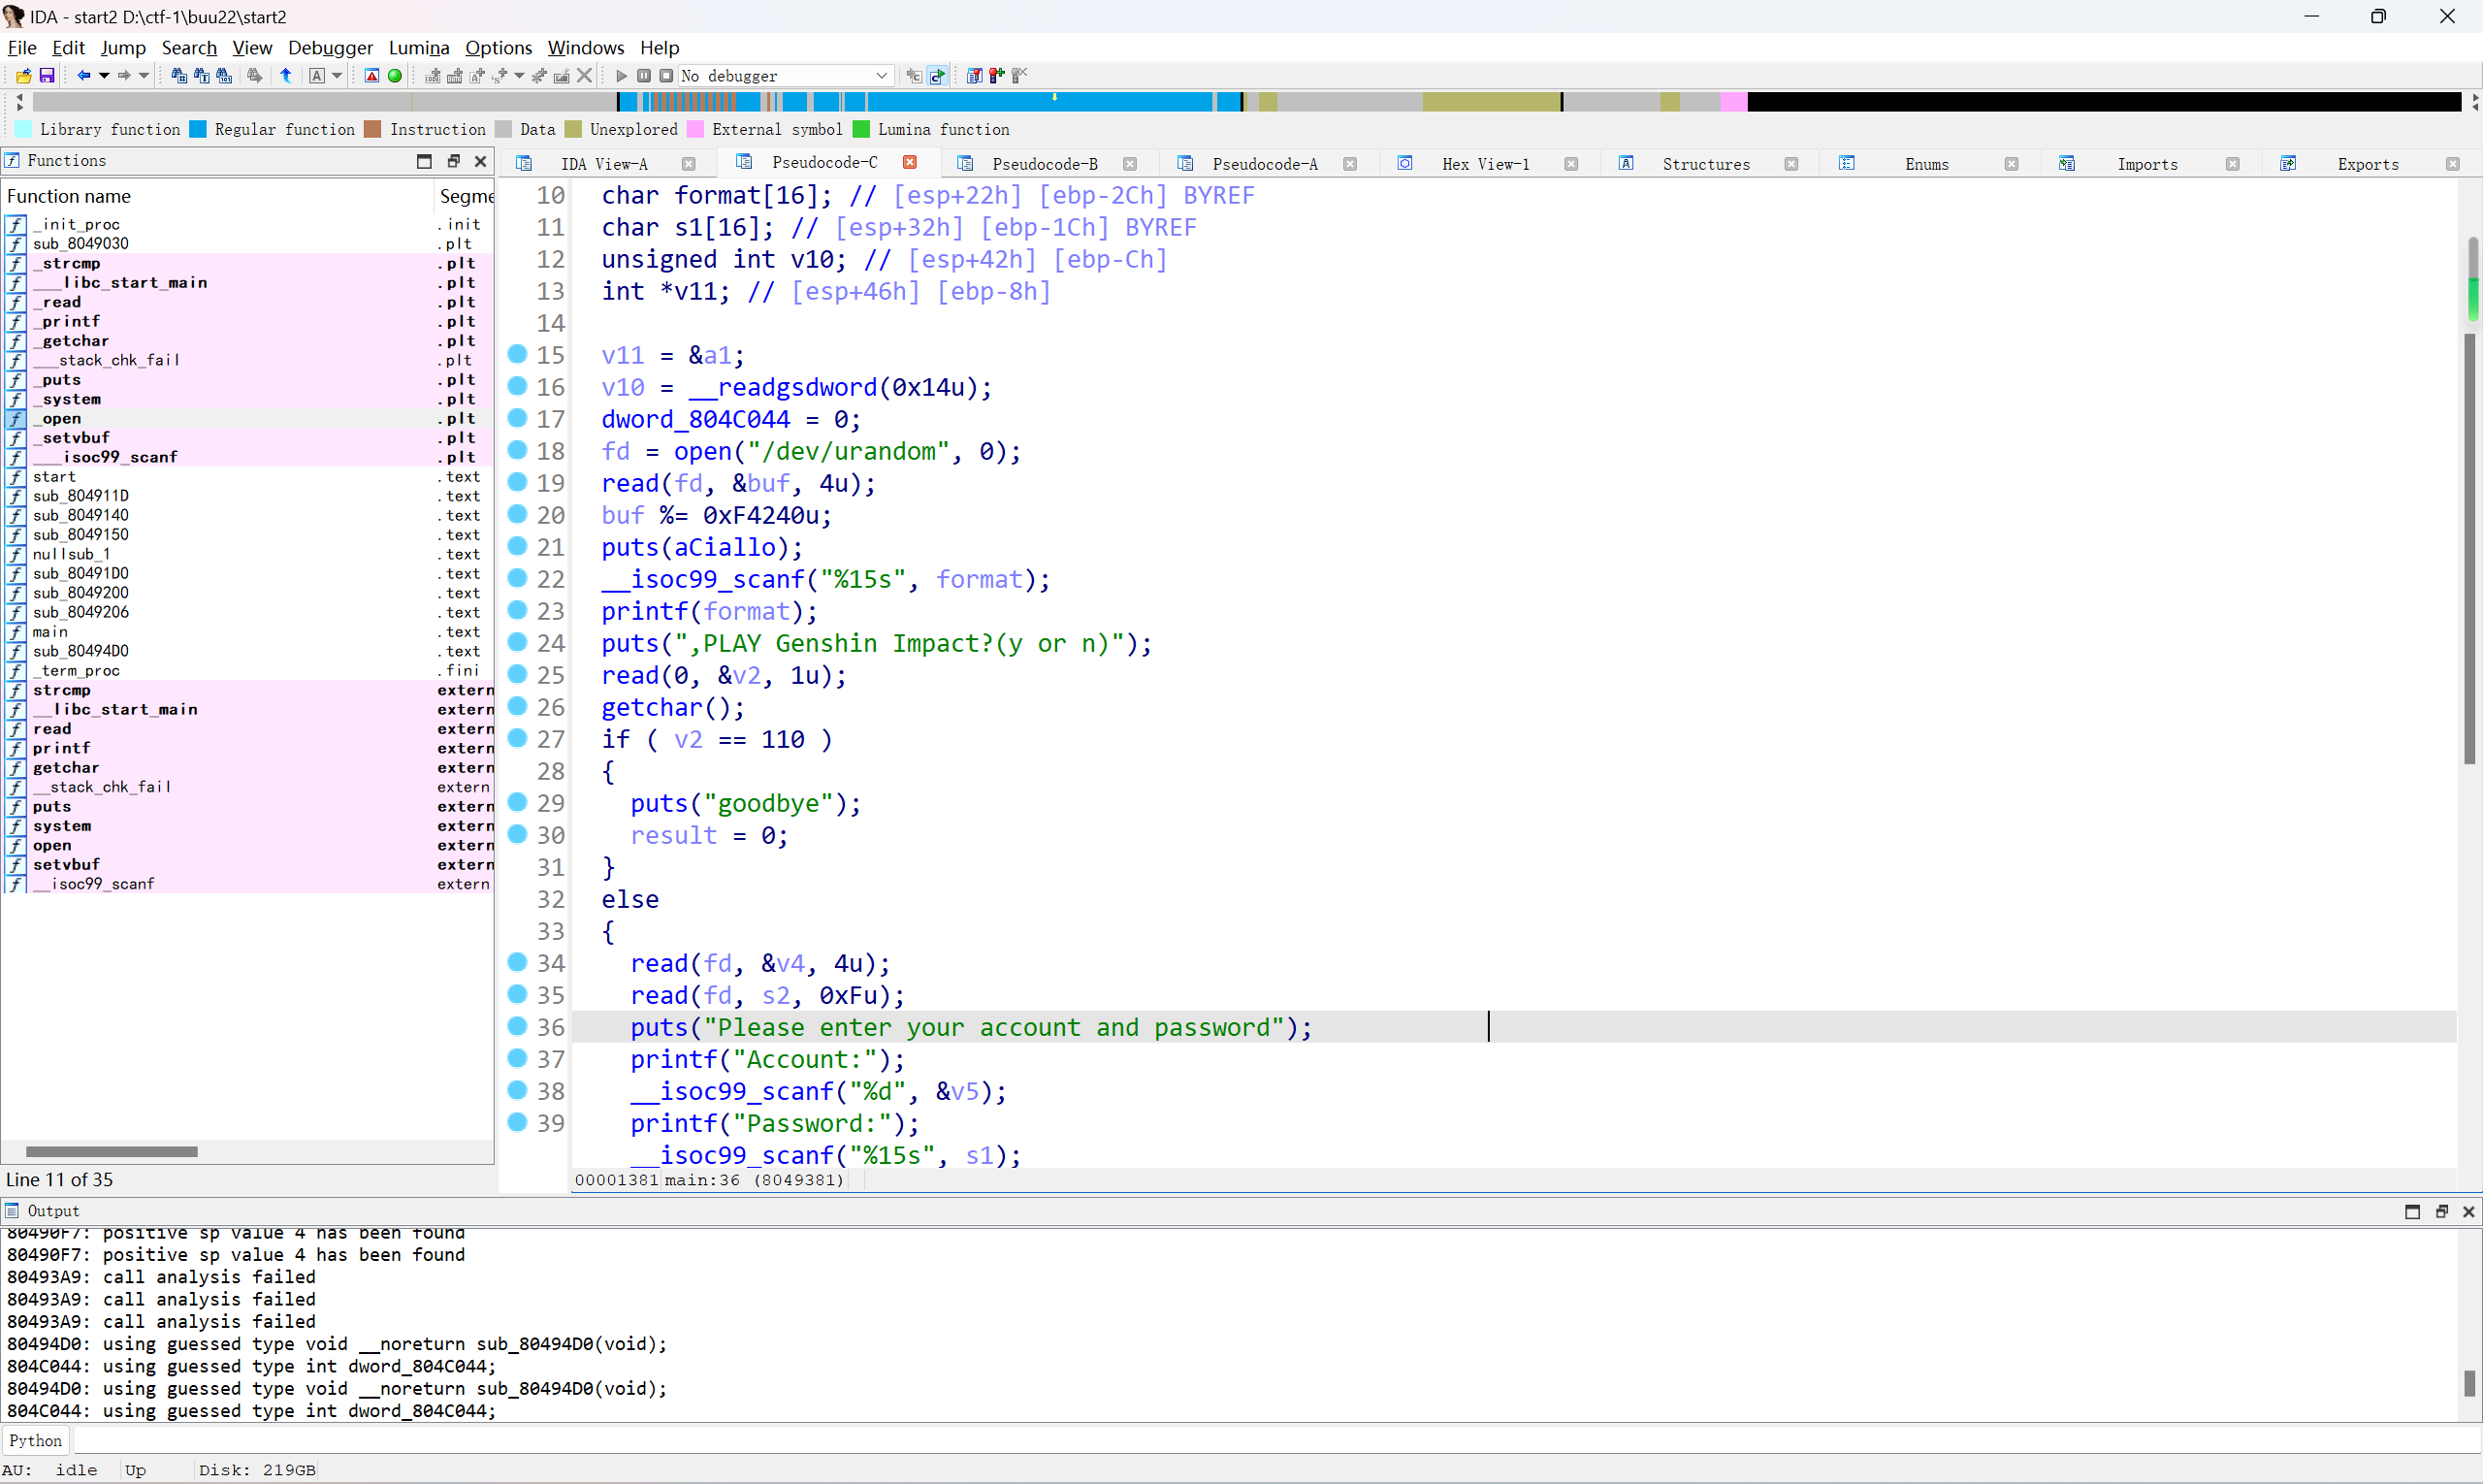 IDA - start2 D:\ctf-1\buu22\start2
File Edit Jump Search View Debugger Lumina Options Windows Help
No debugger
Library function Regular function Instruction Data Unexplored External symbol Lumina function
Functions
IDA View-A Pseudocode-C Pseudocode-B Pseudocode-A Hex View-1 Structures Enums Imports Exports
Function name Segme
_init_proc .init
sub_8049030 .plt
_strcmp .plt
___libc_start_main .plt
_read .plt
_printf .plt
_getchar .plt
___stack_chk_fail .plt
_puts .plt
_system .plt
_open .plt
_setvbuf .plt
___isoc99_scanf .plt
start .text
sub_804911D .text
sub_8049140 .text
sub_8049150 .text
nullsub_1 .text
sub_80491D0 .text
sub_8049200 .text
sub_8049206 .text
main .text
sub_80494D0 .text
_term_proc .fini
strcmp extern
__libc_start_main extern
read extern
printf extern
getchar extern
__stack_chk_fail extern
puts extern
system extern
open extern
setvbuf extern
__isoc99_scanf extern
Line 11 of 35
10 char format[16]; // [esp+22h] [ebp-2Ch] BYREF
11 char s1[16]; // [esp+32h] [ebp-1Ch] BYREF
12 unsigned int v10; // [esp+42h] [ebp-Ch]
13 int *v11; // [esp+46h] [ebp-8h]
14
15 v11 = &a1;
16 v10 = __readgsdword(0x14u);
17 dword_804C044 = 0;
18 fd = open("/dev/urandom", 0);
19 read(fd, &buf, 4u);
20 buf %= 0xF4240u;
21 puts(aCiallo);
22 __isoc99_scanf("%15s", format);
23 printf(format);
24 puts(",PLAY Genshin Impact?(y or n)");
25 read(0, &v2, 1u);
26 getchar();
27 if ( v2 == 110 )
28 {
29 puts("goodbye");
30 result = 0;
31 }
32 else
33 {
34 read(fd, &v4, 4u);
35 read(fd, s2, 0xFu);
36 puts("Please enter your account and password");
37 printf("Account:");
38 __isoc99_scanf("%d", &v5);
39 printf("Password:");
__isoc99_scanf("%15s", s1);
00001381 main:36 (8049381)
Output
80490F7: positive sp value 4 has been found
80490F7: positive sp value 4 has been found
80493A9: call analysis failed
80493A9: call analysis failed
80493A9: call analysis failed
80494D0: using guessed type void __noreturn sub_80494D0(void);
804C044: using guessed type int dword_804C044;
80494D0: using guessed type void __noreturn sub_80494D0(void);
804C044: using guessed type int dword_804C044;
Python
AU: idle Up Disk: 219GB